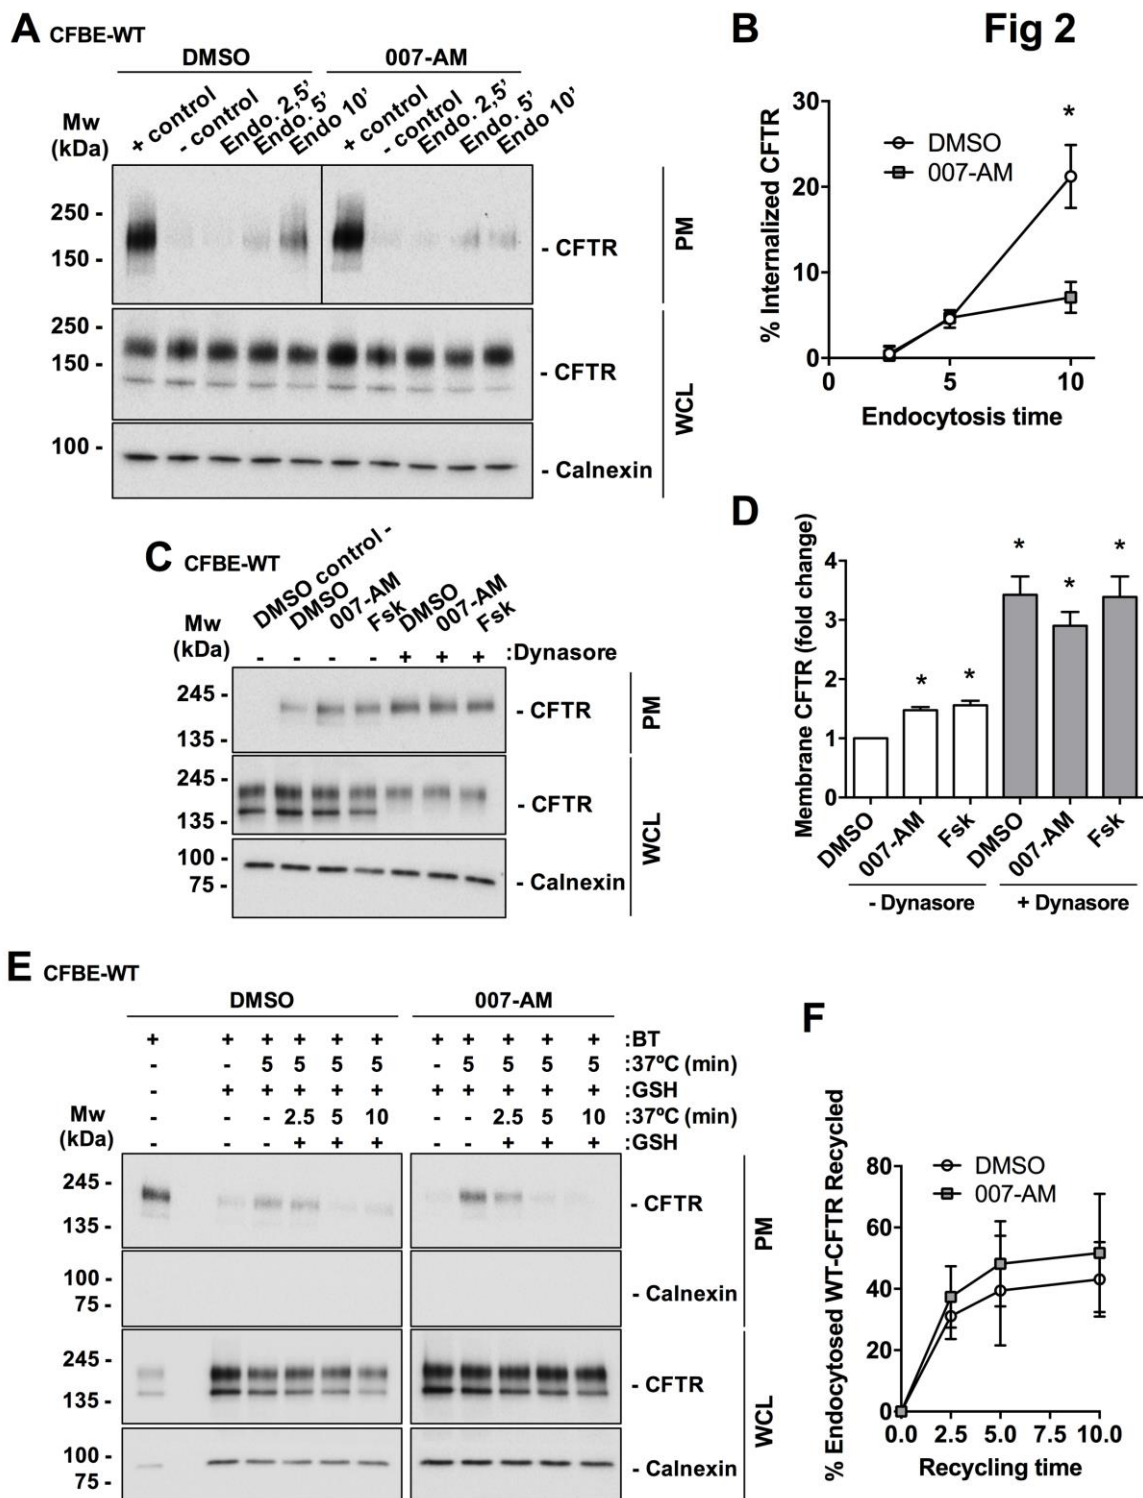 Fig 2
A CFBE-WT
DMSO 007-AM
Mw
(kDa)
+ control - control Endo. 2,5' Endo. 5' Endo 10' + control - control Endo. 2,5' Endo. 5' Endo 10'
250 -
150 -
- CFTR
PM
250 -
150 -
- CFTR
100 -
- Calnexin
WCL
B
% Internalized CFTR
30
20
10
0
DMSO
007-AM
*
0 5 10
Endocytosis time
C CFBE-WT
Mw
(kDa)
DMSO control - DMSO 007-AM Fsk DMSO 007-AM Fsk
- - - - + + + :Dynasore
245 -
135 -
- CFTR
PM
245 -
135 -
- CFTR
100 -
75 -
- Calnexin
WCL
D
Membrane CFTR (fold change)
4
3
2
1
0
* * * * *
DMSO 007-AM Fsk DMSO 007-AM Fsk
- Dynasore + Dynasore
E CFBE-WT
DMSO 007-AM
+ + + + + + + + + + + :BT
- - 5 5 5 5 - 5 5 5 5 :37ºC (min)
- + + + + + + + + + + :GSH
- - - 2.5 5 10 - - 2.5 5 10 :37ºC (min)
- - - + + + - - + + + :GSH
Mw
(kDa)
245 -
135 -
- CFTR
100 -
75 -
- Calnexin
PM
245 -
135 -
- CFTR
100 -
75 -
- Calnexin
WCL
F
% Endocytosed WT-CFTR Recycled
80
60
40
20
0
DMSO
007-AM
0.0 2.5 5.0 7.5 10.0
Recycling time